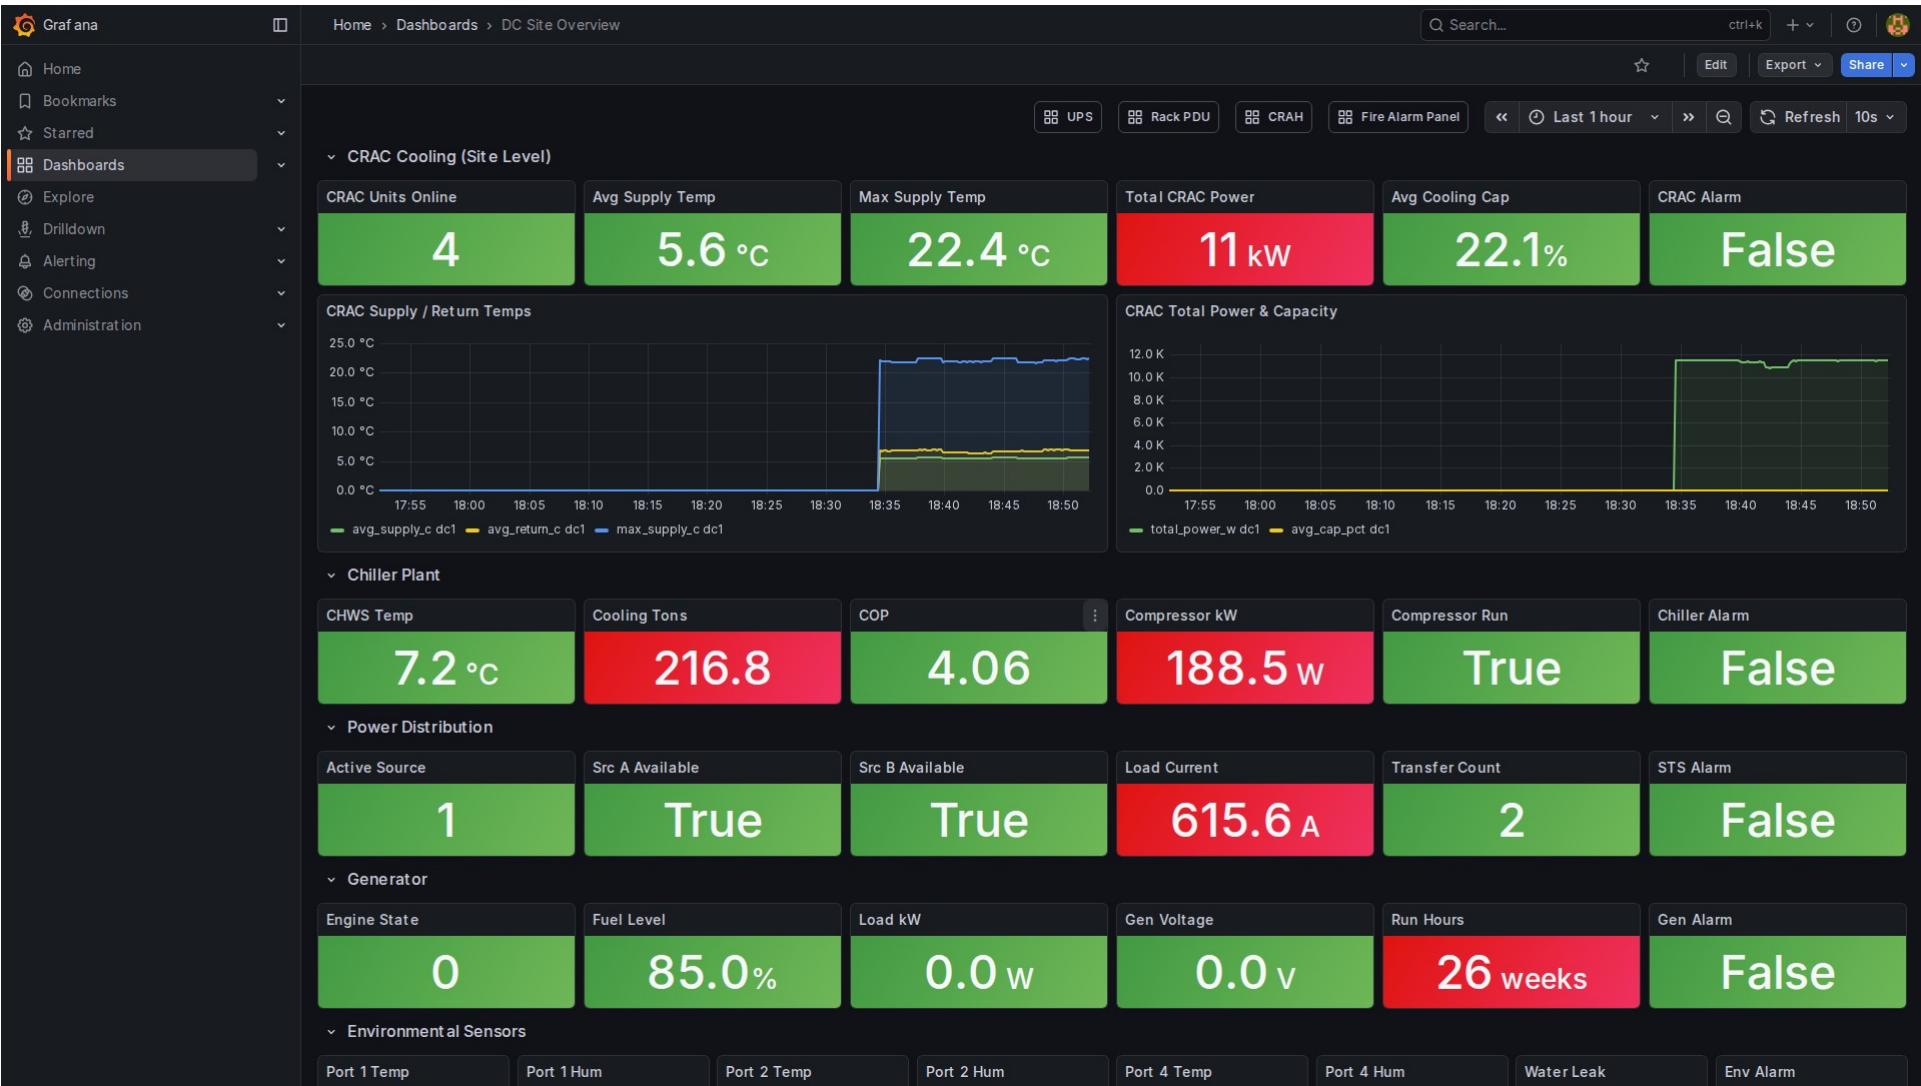 Grafana
Home › Dashboards › DC Site Overview
Search...
ctrl+k
Home
Bookmarks
Starred
Dashboards
Explore
Drilldown
Alerting
Connections
Administration
Edit
Export
Share
UPS
Rack PDU
CRAH
Fire Alarm Panel
Last 1 hour
Refresh
10s
CRAC Cooling (Site Level)
CRAC Units Online
4
Avg Supply Temp
5.6 °C
Max Supply Temp
22.4 °C
Total CRAC Power
11 kW
Avg Cooling Cap
22.1%
CRAC Alarm
False
CRAC Supply / Return Temps
25.0 °C
20.0 °C
15.0 °C
10.0 °C
5.0 °C
0.0 °C
17:55 18:00 18:05 18:10 18:15 18:20 18:25 18:30 18:35 18:40 18:45 18:50
avg_supply_c dc1 avg_return_c dc1 max_supply_c dc1
CRAC Total Power & Capacity
12.0 K
10.0 K
8.0 K
6.0 K
4.0 K
2.0 K
0.0
17:55 18:00 18:05 18:10 18:15 18:20 18:25 18:30 18:35 18:40 18:45 18:50
total_power_w dc1 avg_cap_pct dc1
Chiller Plant
CHWS Temp
7.2 °C
Cooling Tons
216.8
COP
4.06
Compressor kW
188.5 W
Compressor Run
True
Chiller Alarm
False
Power Distribution
Active Source
1
Src A Available
True
Src B Available
True
Load Current
615.6 A
Transfer Count
2
STS Alarm
False
Generator
Engine State
0
Fuel Level
85.0%
Load kW
0.0 W
Gen Voltage
0.0 V
Run Hours
26 weeks
Gen Alarm
False
Environmental Sensors
Port 1 Temp
Port 1 Hum
Port 2 Temp
Port 2 Hum
Port 4 Temp
Port 4 Hum
Water Leak
Env Alarm